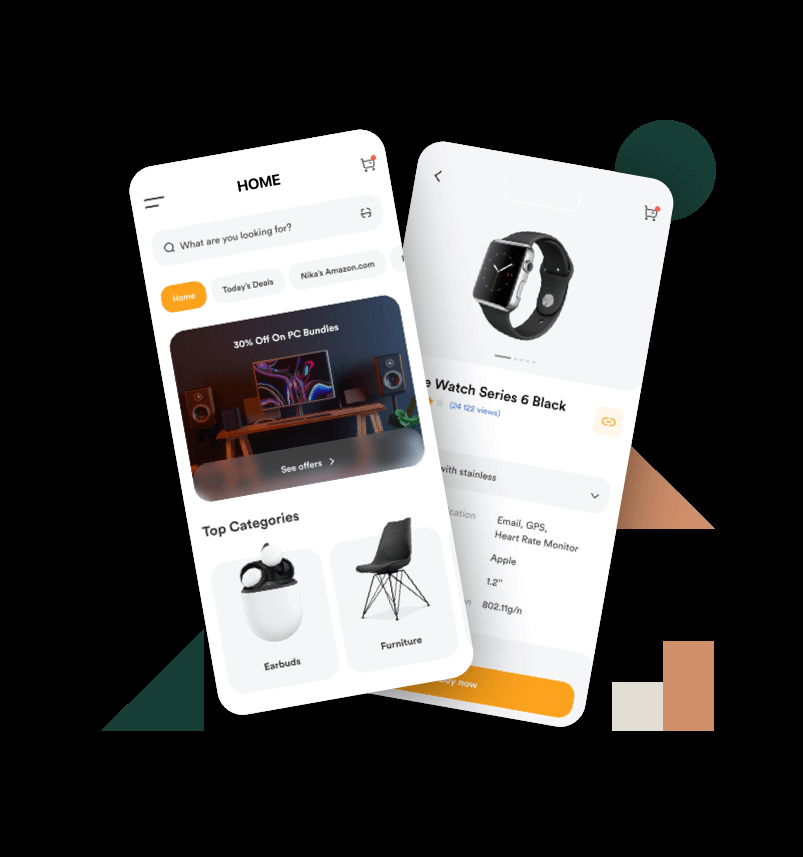 HOME
What are you looking for?
Home
Today's Deals
Nika's Amazon.com
30% Off On PC Bundles
See offers
Top Categories
Earbuds
Furniture
Watch Series 6 Black
(24 122 views)
with stainless
Email, GPS,
Heart Rate Monitor
Apple
1.2"
802.11g/n
now